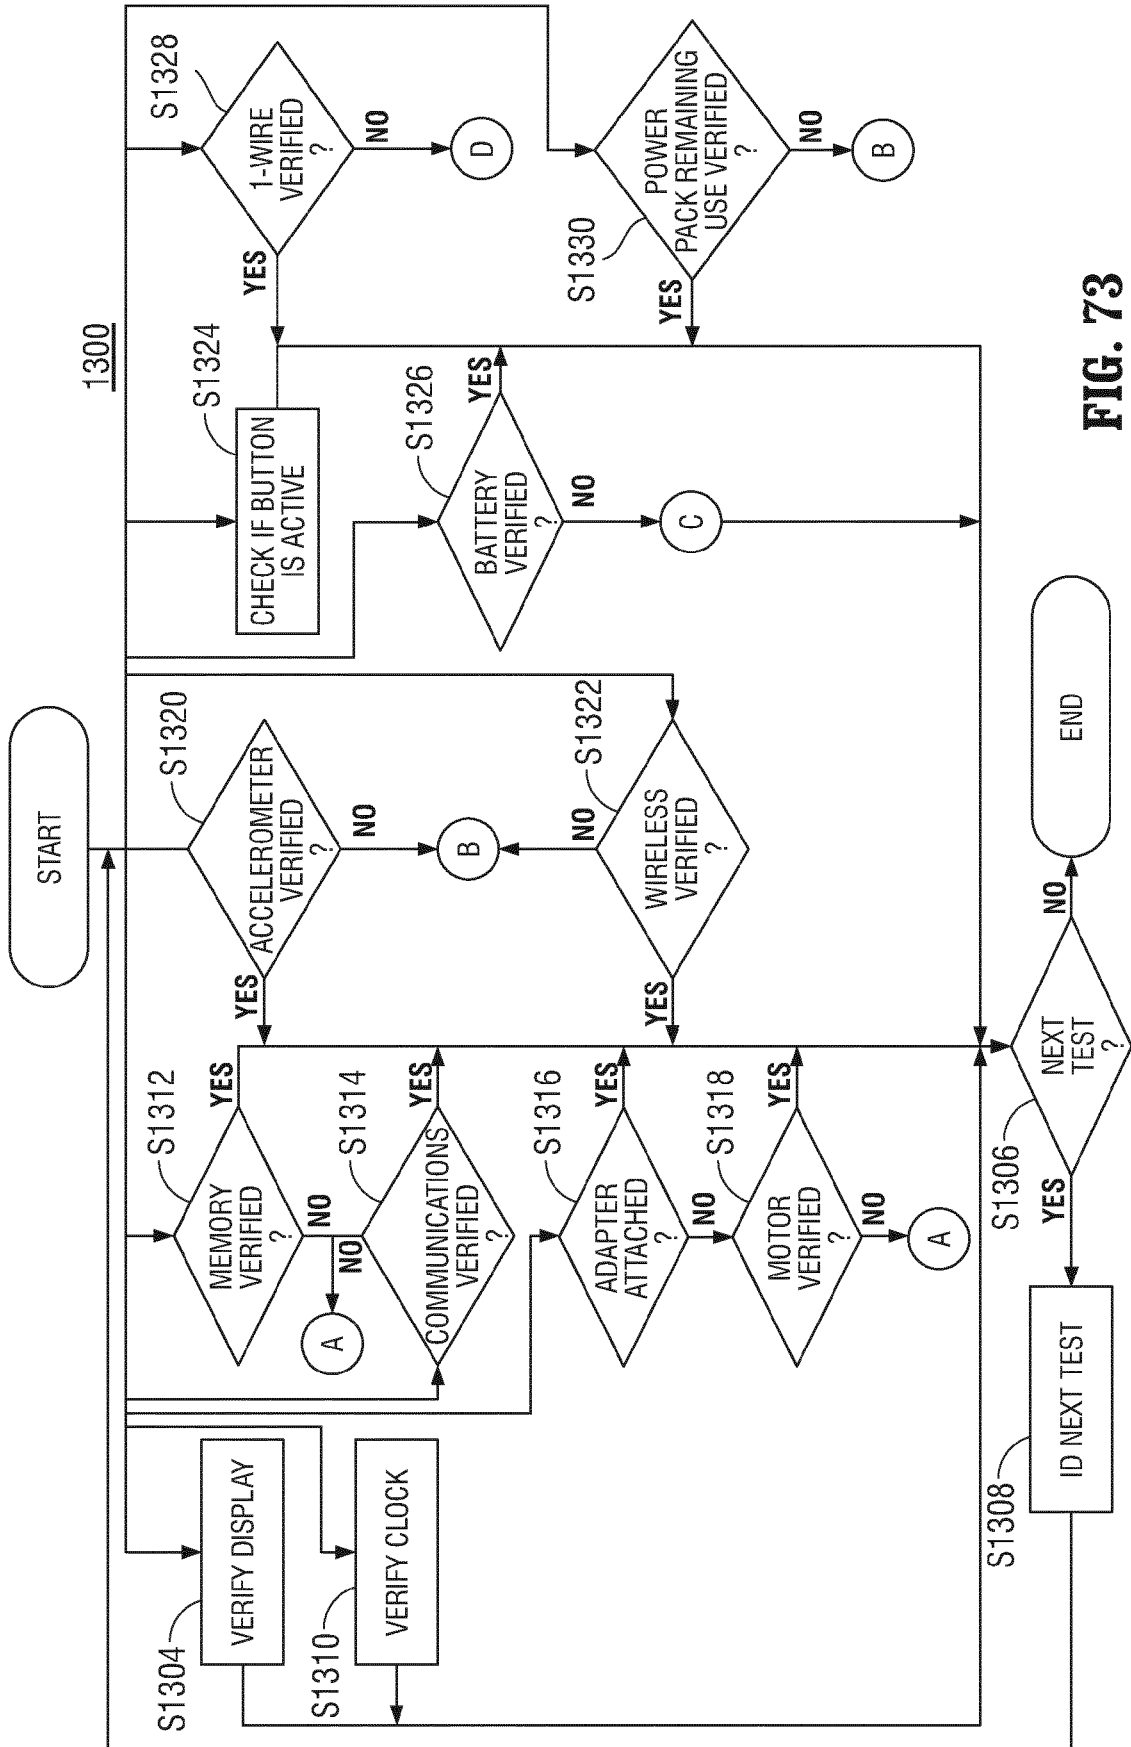 1300
START
S1304
VERIFY DISPLAY
S1310
VERIFY CLOCK
S1312
MEMORY
VERIFIED
?
YES
NO
A
S1314
COMMUNICATIONS
VERIFIED
?
YES
NO
S1316
ADAPTER
ATTACHED
?
YES
NO
S1318
MOTOR
VERIFIED
?
YES
NO
A
S1320
ACCELEROMETER
VERIFIED
?
YES
NO
B
S1322
WIRELESS
VERIFIED
?
YES
NO
S1324
CHECK IF BUTTON
IS ACTIVE
S1326
BATTERY
VERIFIED
?
YES
NO
C
S1328
1-WIRE
VERIFIED
?
YES
NO
D
S1330
POWER
PACK REMAINING
USE VERIFIED
?
YES
NO
B
S1306
NEXT
TEST
?
YES
NO
S1308
ID NEXT TEST
END
FIG. 73